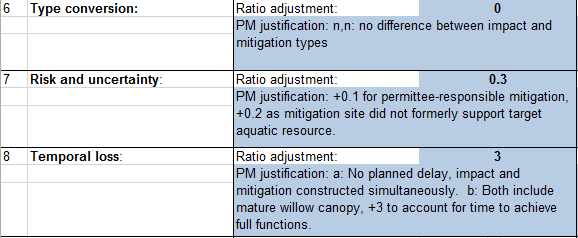 6 Type conversion: Ratio adjustment: 0
PM justification: n,n: no difference between impact and
mitigation types
7 Risk and uncertainty: Ratio adjustment: 0.3
PM justification: +0.1 for permittee-responsible mitigation,
+0.2 as mitigation site did not formerly support target
aquatic resource.
8 Temporal loss: Ratio adjustment: 3
PM justification: a: No planned delay, impact and
mitigation constructed simultaneously.  b: Both include
mature willow canopy, +3 to account for time to achieve
full functions.